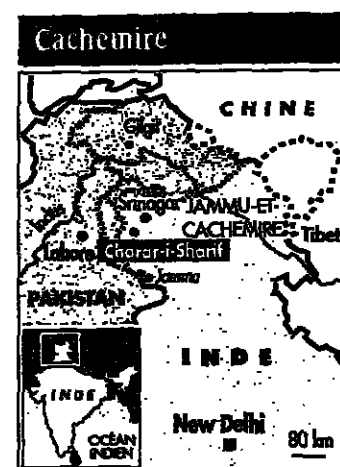 Cachemire
CHINE
Gilgit
Srinagar
JAMMU-ET-
CACHEMIRE
Tibet
Lahore
Charar-i-Sharif
Jammu
PAKISTAN
INDE
INDE
New Delhi
OCÉAN
INDIEN
80 km